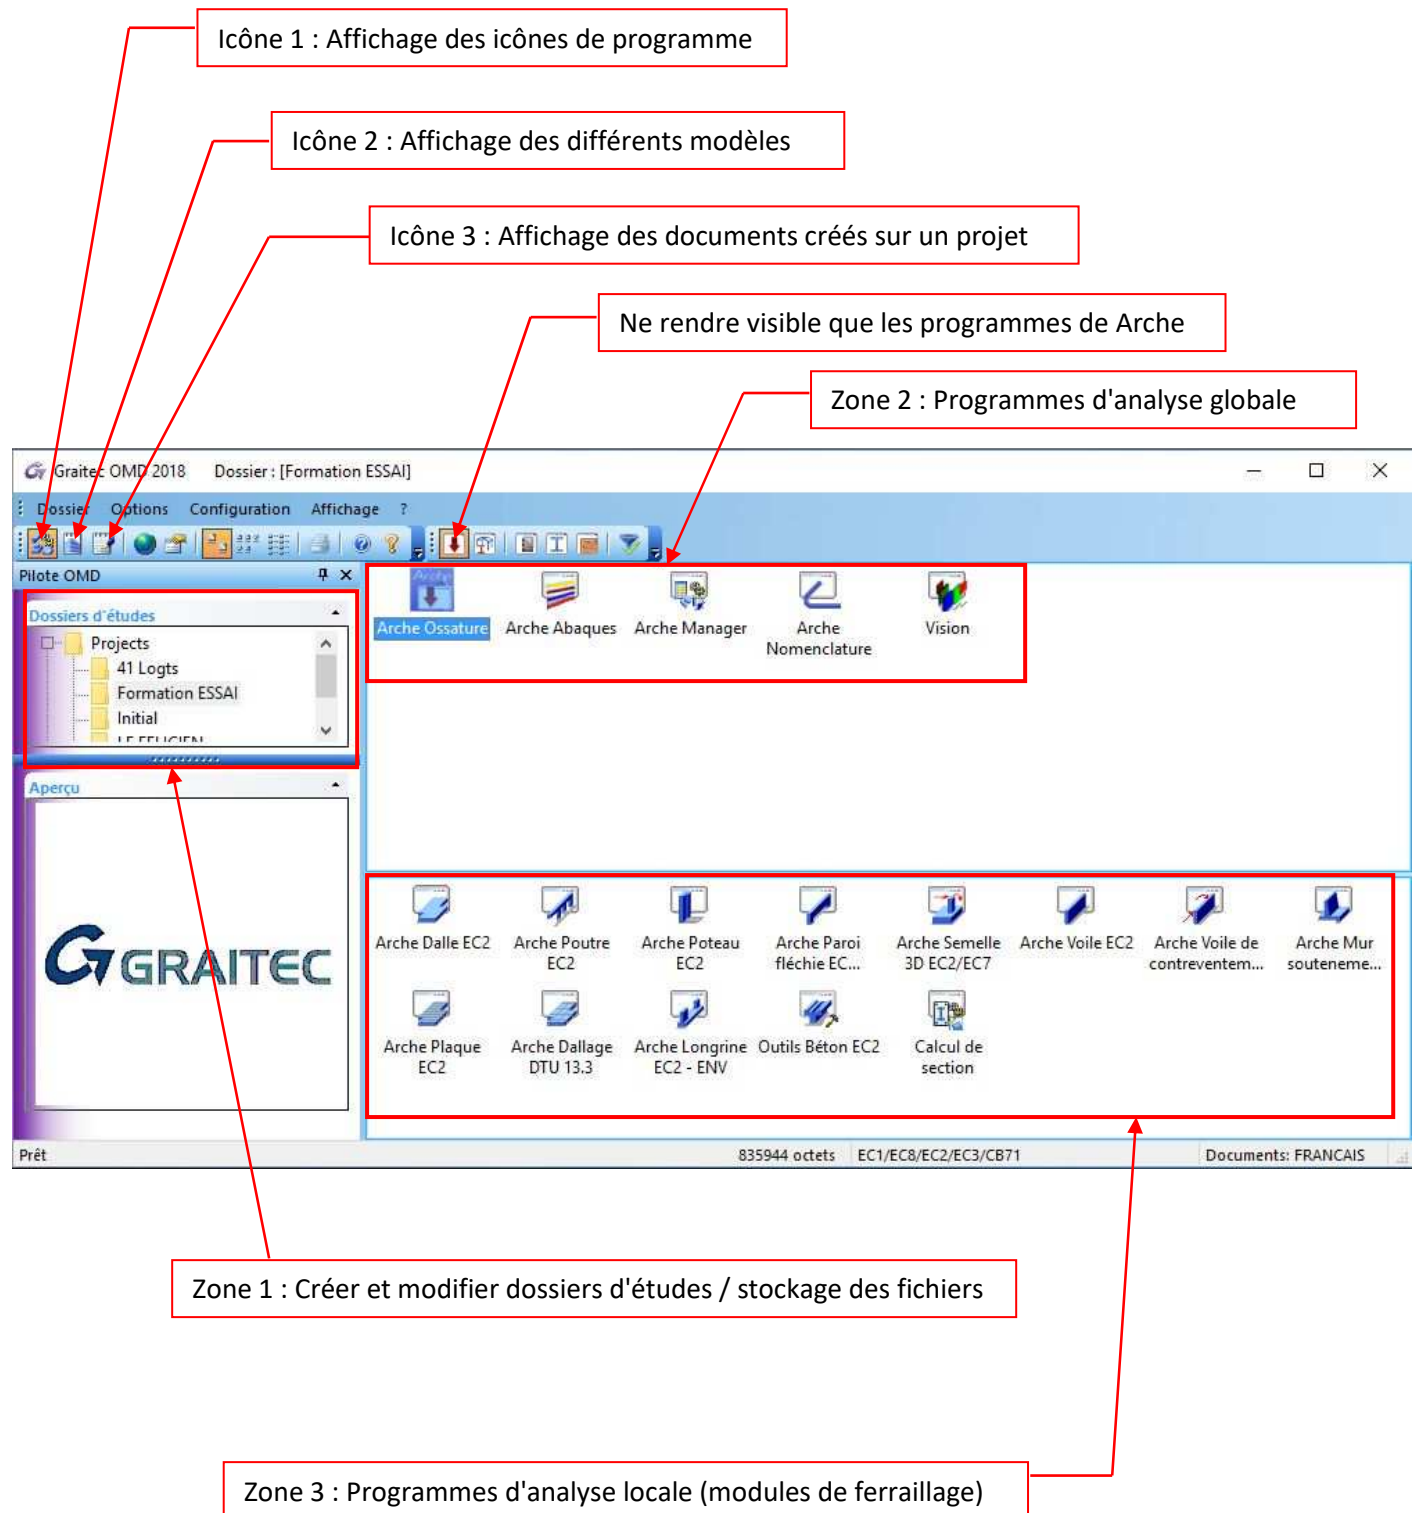 Icône 1 : Affichage des icônes de programme
Icône 2 : Affichage des différents modèles
Icône 3 : Affichage des documents créés sur un projet
Ne rendre visible que les programmes de Arche
Zone 2 : Programmes d'analyse globale
Graitec OMD 2018 Dossier : [Formation ESSAI]
Dossier Options Configuration Affichage ?
Pilote OMD
Dossiers d'études
Projects
41 Logts
Formation ESSAI
Initial
LE FELICIEN
Aperçu
GRAITEC
Arche
Arche Ossature
Arche Abaques
Arche Manager
Arche
Nomenclature
Vision
Arche Dalle EC2
Arche Poutre
EC2
Arche Poteau
EC2
Arche Paroi
fléchie EC...
Arche Semelle
3D EC2/EC7
Arche Voile EC2
Arche Voile de
contreventem...
Arche Mur
souteneme...
Arche Plaque
EC2
Arche Dallage
DTU 13.3
Arche Longrine
EC2 - ENV
Outils Béton EC2
Calcul de
section
Prêt 835944 octets EC1/EC8/EC2/EC3/CB71 Documents: FRANCAIS
Zone 1 : Créer et modifier dossiers d'études / stockage des fichiers
Zone 3 : Programmes d'analyse locale (modules de ferraillage)